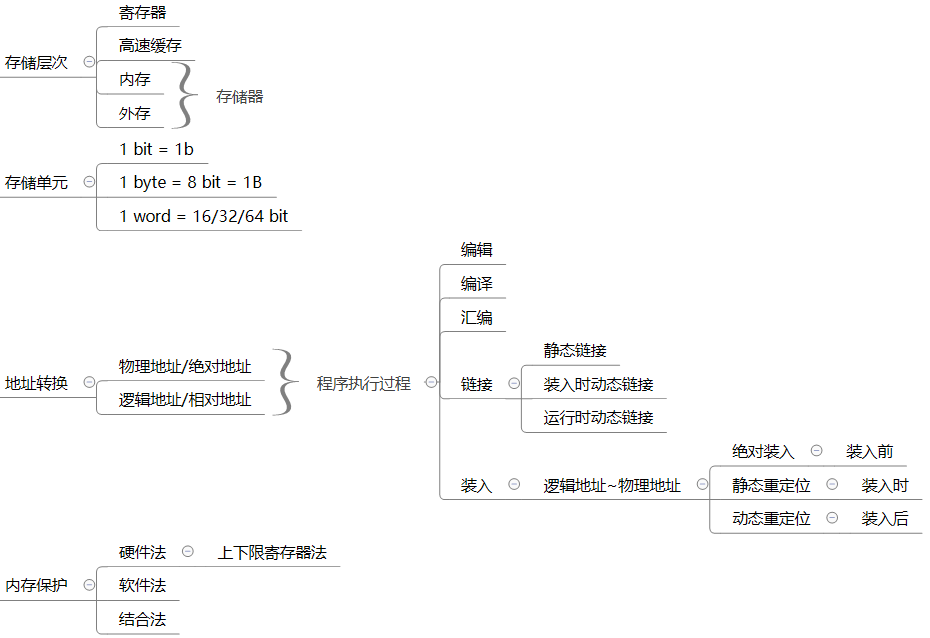 存储层次
寄存器
高速缓存
内存
外存
存储器
存储单元
1 bit = 1b
1 byte = 8 bit = 1B
1 word = 16/32/64 bit
地址转换
物理地址/绝对地址
逻辑地址/相对地址
程序执行过程
编辑
编译
汇编
链接
静态链接
装入时动态链接
运行时动态链接
装入
逻辑地址~物理地址
绝对装入
装入前
静态重定位
装入时
动态重定位
装入后
内存保护
硬件法
上下限寄存器法
软件法
结合法